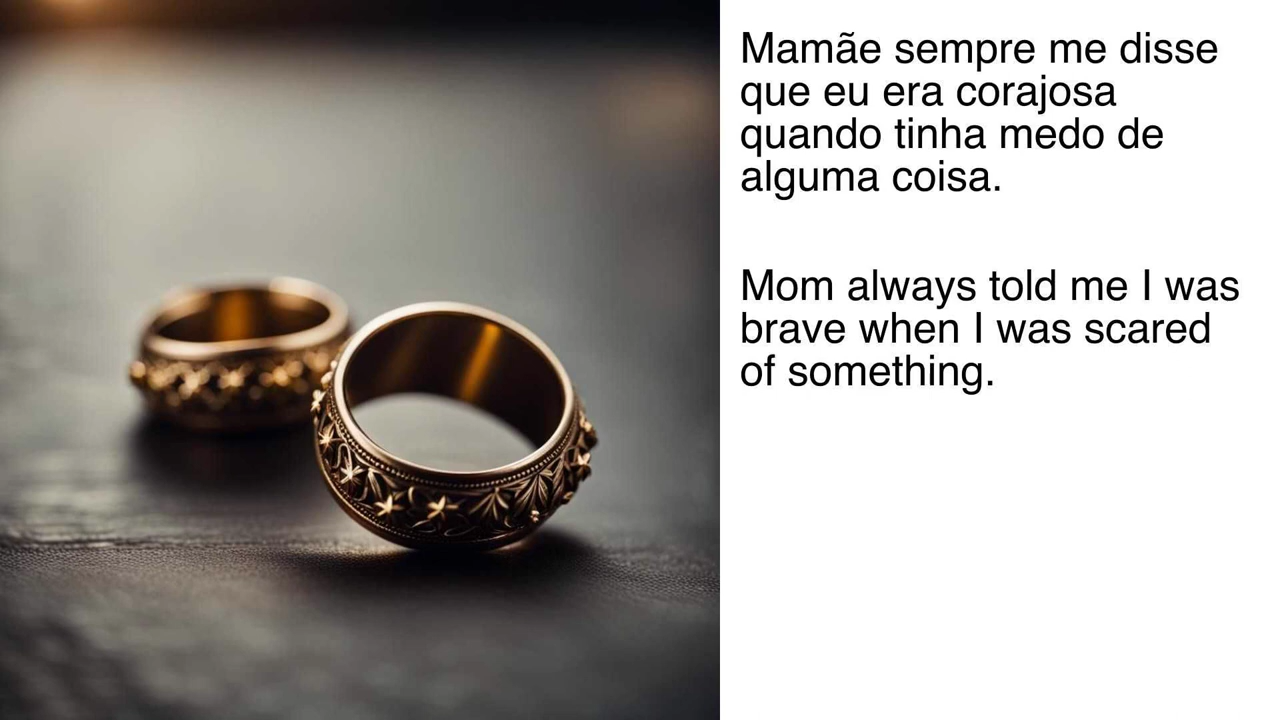 Mamãe sempre me disse
que eu era corajosa
quando tinha medo de
alguma coisa.
Mom always told me I was
brave when I was scared
of something.